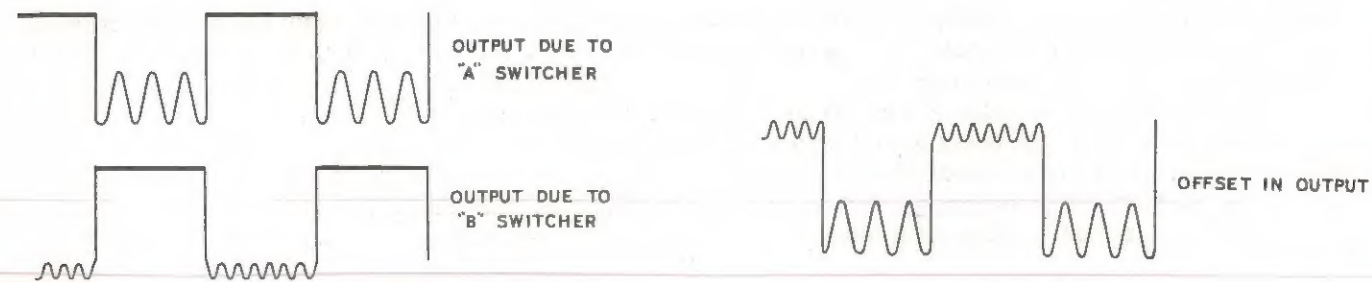 OUTPUT DUE TO
"A" SWITCHER
OUTPUT DUE TO
"B" SWITCHER
OFFSET IN OUTPUT